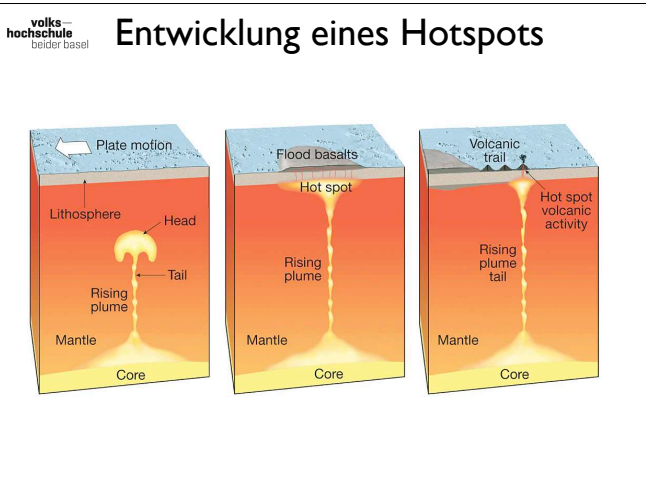 volks—
hochschule
beider basel
Entwicklung eines Hotspots
Plate motion
Lithosphere
Head
Tail
Rising
plume
Mantle
Core
Flood basalts
Hot spot
Rising
plume
Mantle
Core
Volcanic
trail
Hot spot
volcanic
activity
Rising
plume
tail
Mantle
Core